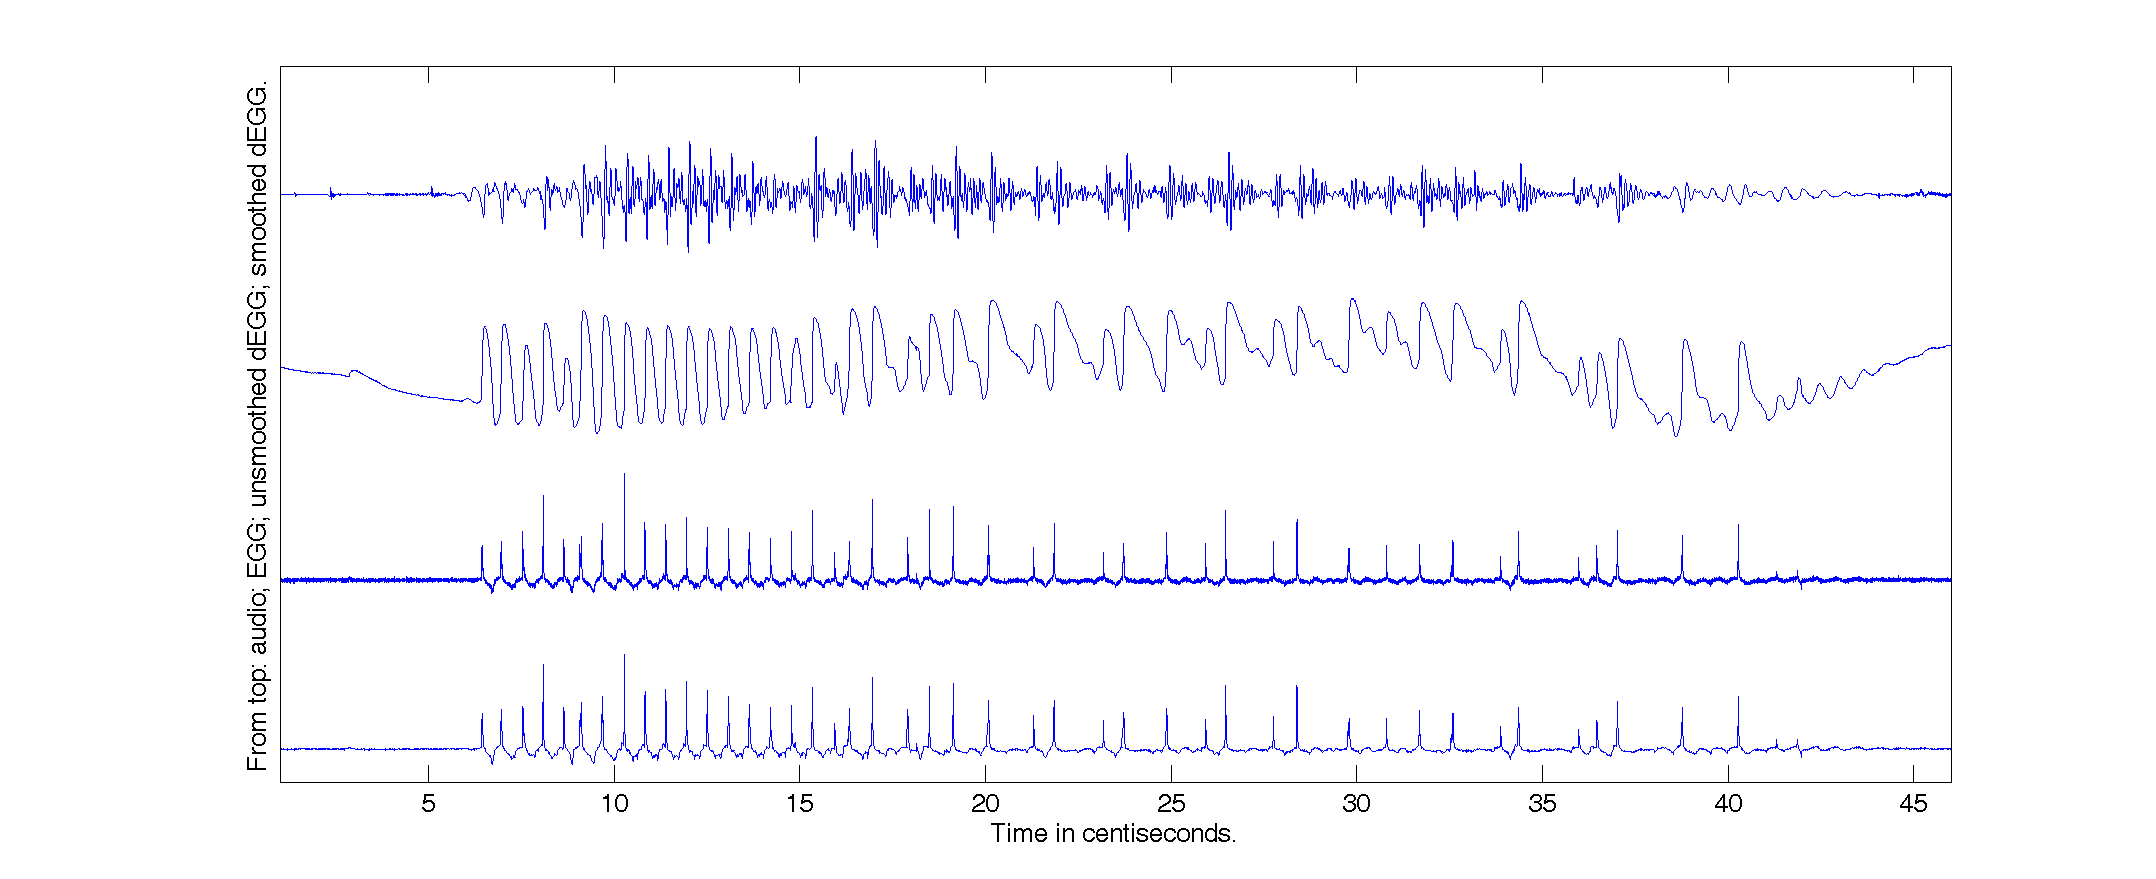 From top: audio; EGG; unsmoothed dEGG; smoothed dEGG.
5 10 15 20 25 30 35 40 45
Time in centiseconds.